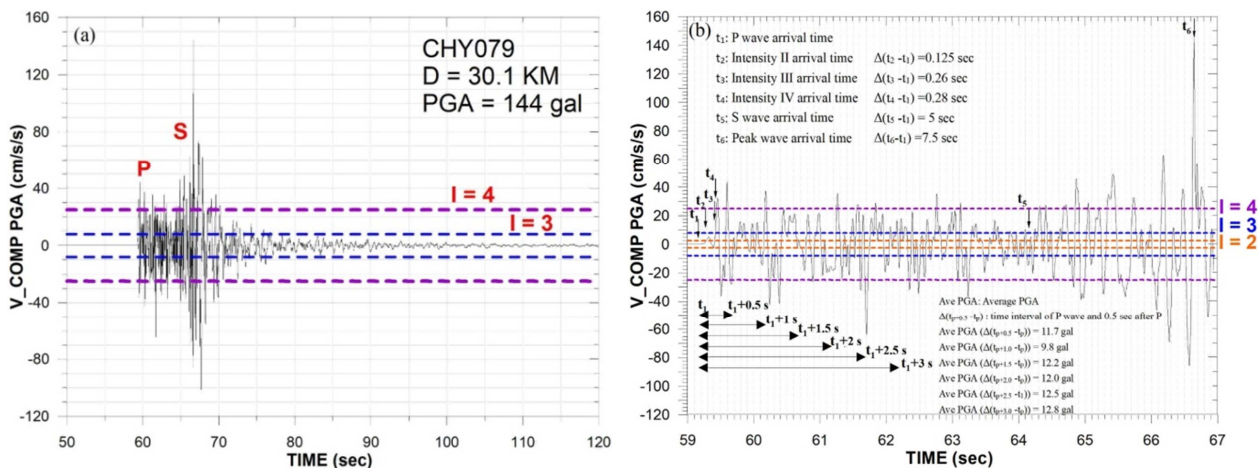 (a)
CHY079
D = 30.1 KM
PGA = 144 gal
S
P
I = 4
I = 3
V_COMP PGA (cm/s/s)
160
120
80
40
0
-40
-80
-120
50 60 70 80 90 100 110 120
TIME (sec)
(b)
t₁: P wave arrival time
t₂: Intensity II arrival time Δ(t₂ -t₁) =0.125 sec
t₃: Intensity III arrival time Δ(t₃ -t₁) =0.26 sec
t₄: Intensity IV arrival time Δ(t₄ -t₁) =0.28 sec
t₅: S wave arrival time Δ(t₅ -t₁) = 5 sec
t₆: Peak wave arrival time Δ(t₆-t₁) =7.5 sec
t₆
t₄
t₃
t₂
t₁
t₅
I = 4
I = 3
I = 2
t₁ t₁+0.5 s
t₁+1 s
t₁+1.5 s
t₁+2 s
t₁+2.5 s
t₁+3 s
Ave PGA: Average PGA
Δ(tₚ₊₀.₅ -tₚ) : time interval of P wave and 0.5 sec after P
Ave PGA (Δ(tₚ₊₀.₅ -tₚ)) = 11.7 gal
Ave PGA (Δ(tₚ₊₁.₀ -tₚ)) = 9.8 gal
Ave PGA (Δ(tₚ₊₁.₅ -tₚ)) = 12.2 gal
Ave PGA (Δ(tₚ₊₂.₀ -tₚ)) = 12.0 gal
Ave PGA (Δ(tₚ₊₂.₅ -t₁)) = 12.5 gal
Ave PGA (Δ(tₚ₊₃.₀ -tₚ)) = 12.8 gal
V_COMP PGA (cm/s/s)
160
140
120
100
80
60
40
20
0
-20
-40
-60
-80
-100
-120
59 60 61 62 63 64 65 66 67
TIME (sec)